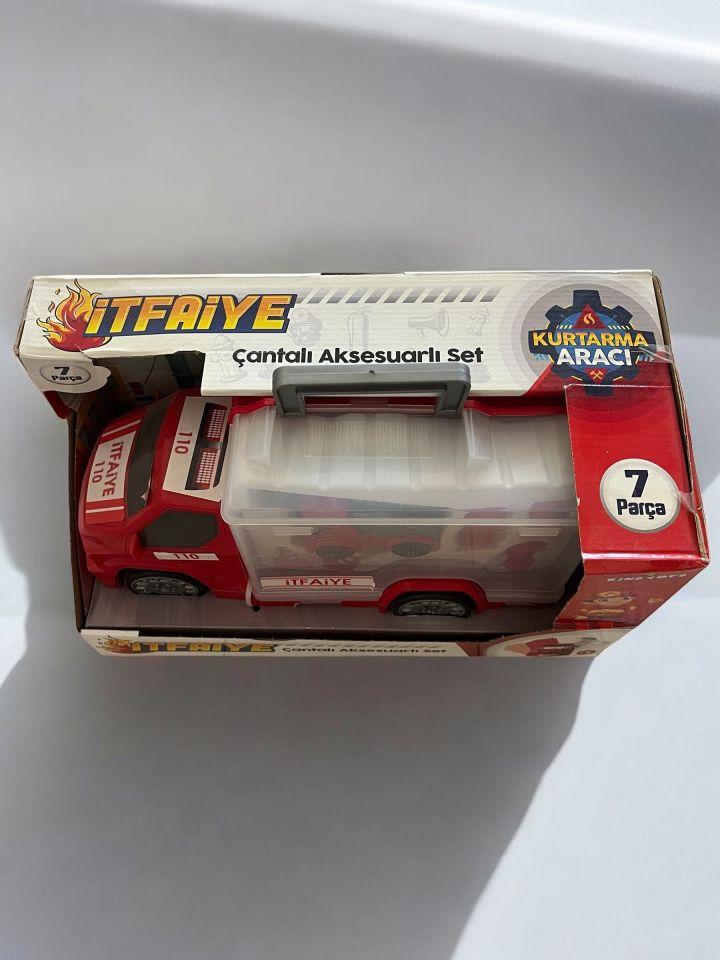 İTFAİYE
Çantalı Aksesuarlı Set
KURTARMA
ARACI
7
Parça
7
Parça
İTFAİYE
110
110
110
İTFAİYE
KINGTOYS
İTFAİYE Çantalı Aksesuarlı Set